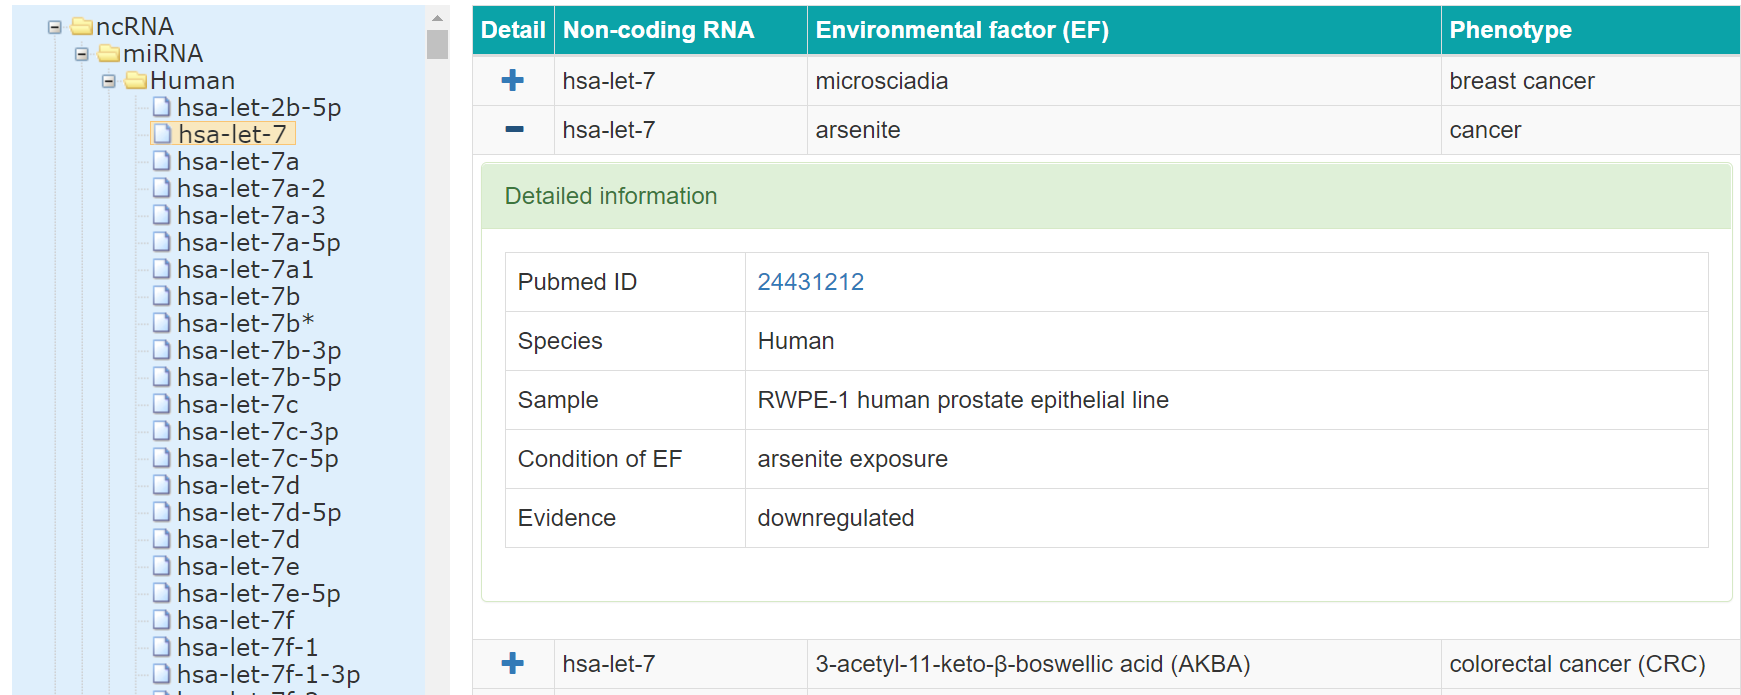 ncRNA
miRNA
Human
hsa-let-2b-5p
hsa-let-7
hsa-let-7a
hsa-let-7a-2
hsa-let-7a-3
hsa-let-7a-5p
hsa-let-7a1
hsa-let-7b
hsa-let-7b*
hsa-let-7b-3p
hsa-let-7b-5p
hsa-let-7c
hsa-let-7c-3p
hsa-let-7c-5p
hsa-let-7d
hsa-let-7d-5p
hsa-let-7d
hsa-let-7e
hsa-let-7e-5p
hsa-let-7f
hsa-let-7f-1
hsa-let-7f-1-3p
Detail Non-coding RNA Environmental factor (EF) Phenotype
hsa-let-7 microsciadia breast cancer
hsa-let-7 arsenite cancer
Detailed information
Pubmed ID 24431212
Species Human
Sample RWPE-1 human prostate epithelial line
Condition of EF arsenite exposure
Evidence downregulated
hsa-let-7 3-acetyl-11-keto-β-boswellic acid (AKBA) colorectal cancer (CRC)